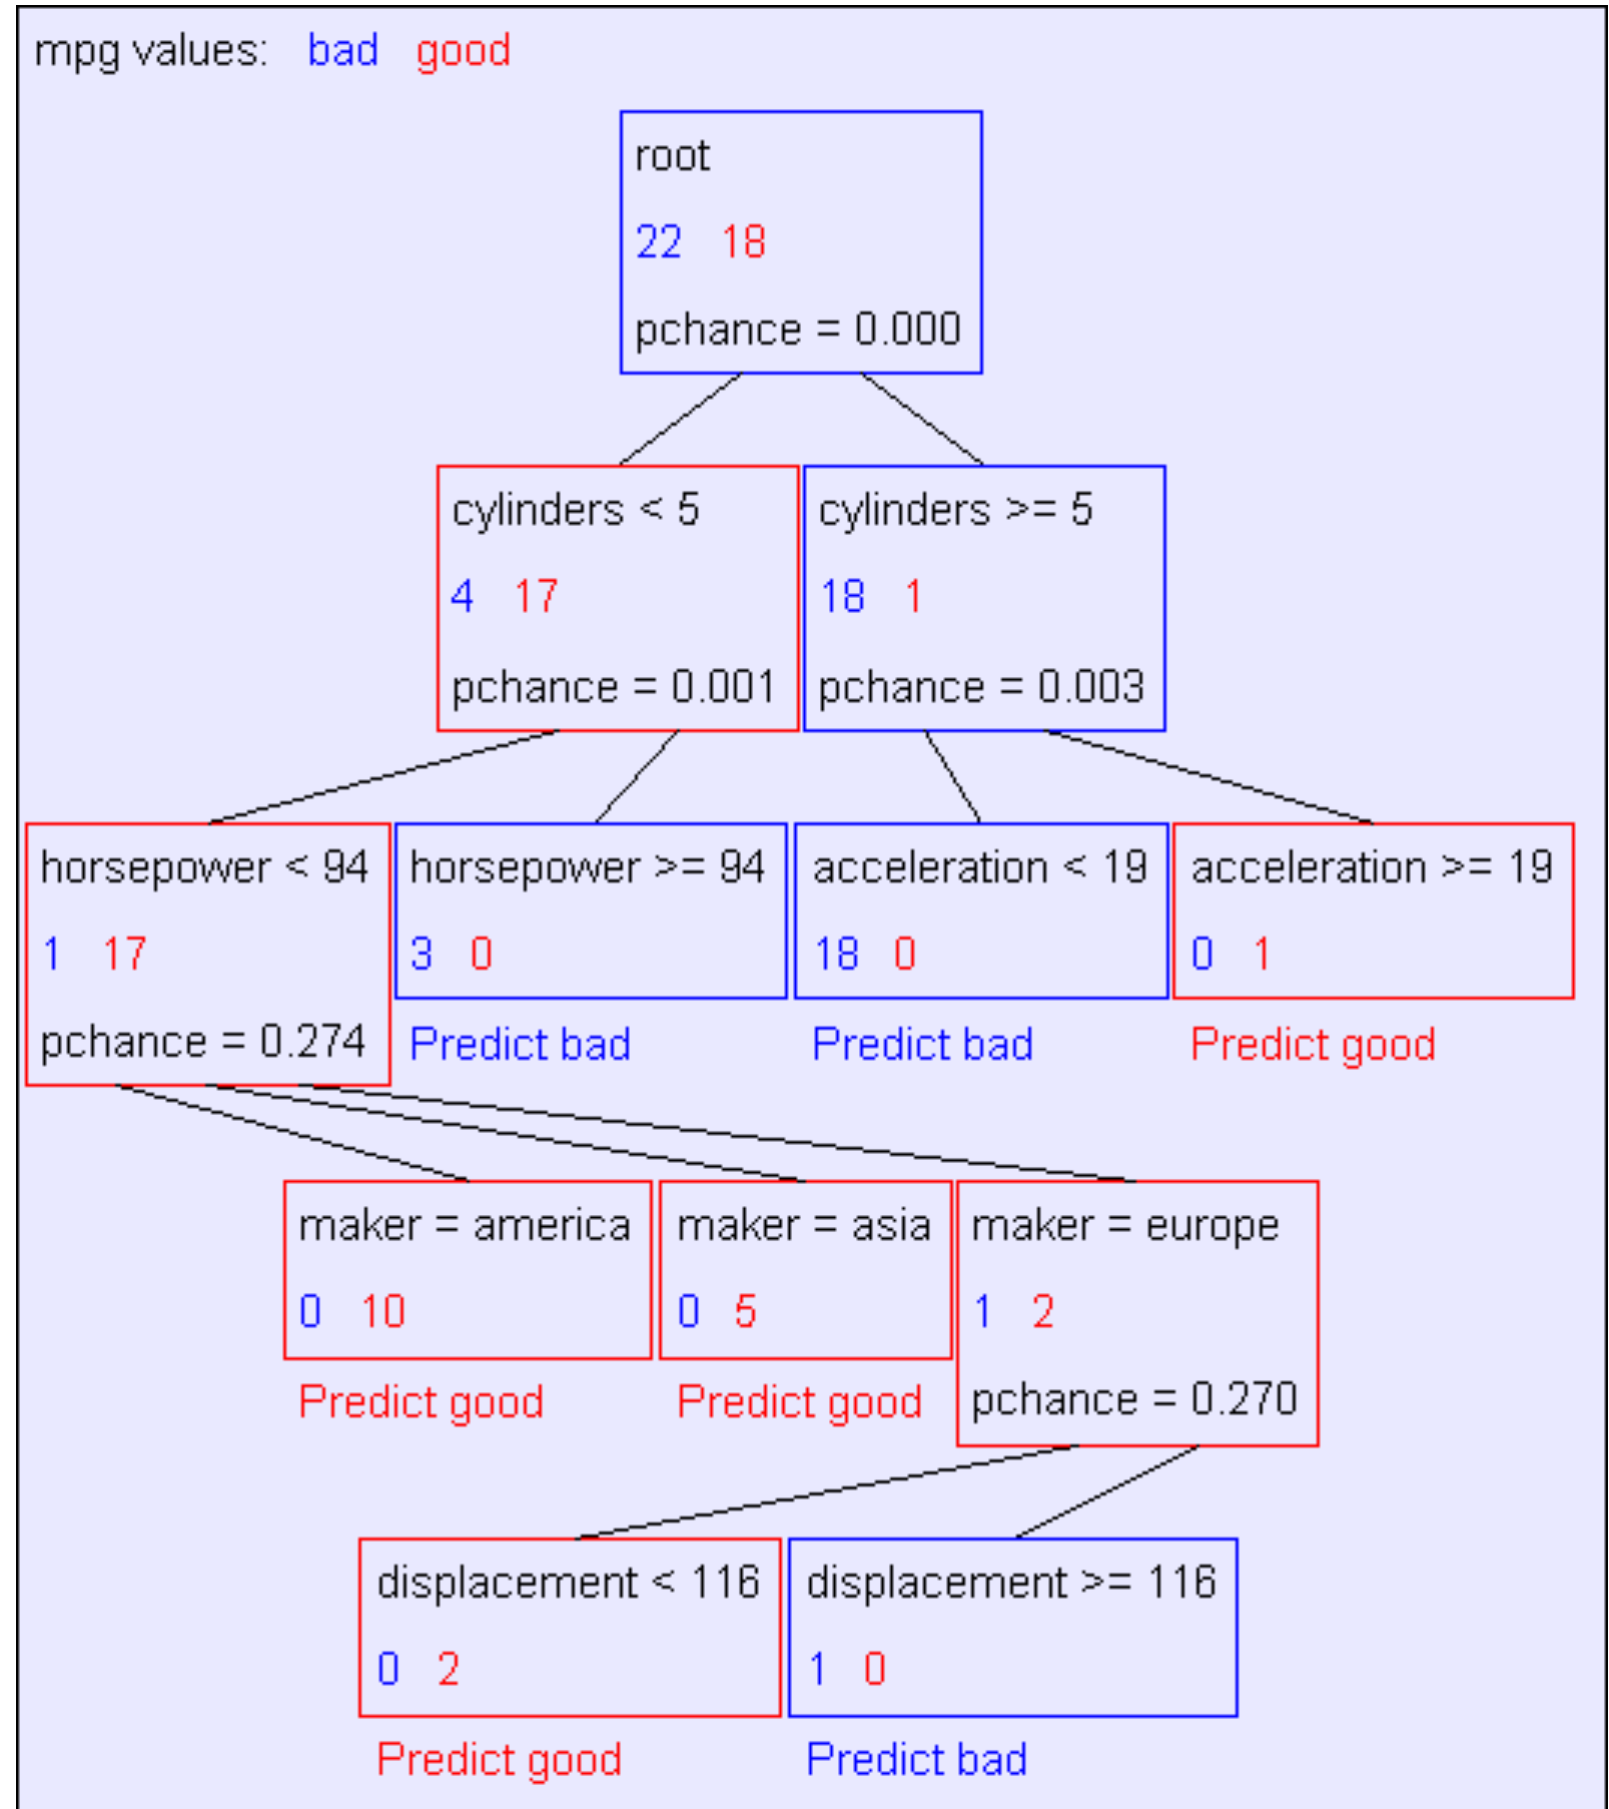 mpg values: bad good
root
22 18
pchance = 0.000
cylinders < 5
4 17
pchance = 0.001
cylinders >= 5
18 1
pchance = 0.003
horsepower < 94
1 17
pchance = 0.274
horsepower >= 94
3 0
Predict bad
acceleration < 19
18 0
Predict bad
acceleration >= 19
0 1
Predict good
maker = america
0 10
Predict good
maker = asia
0 5
Predict good
maker = europe
1 2
pchance = 0.270
displacement < 116
0 2
Predict good
displacement >= 116
1 0
Predict bad